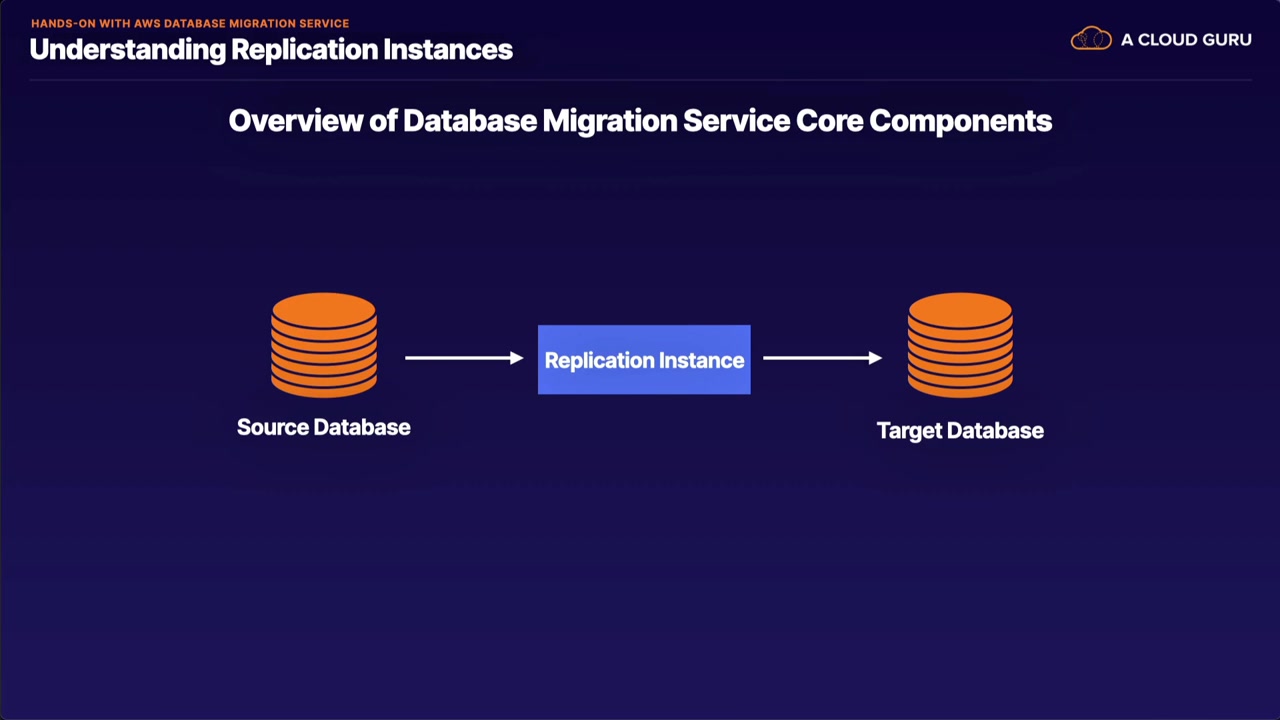 HANDS-ON WITH AWS DATABASE MIGRATION SERVICE
Understanding Replication Instances
A CLOUD GURU
Overview of Database Migration Service Core Components
Replication Instance
Source Database
Target Database